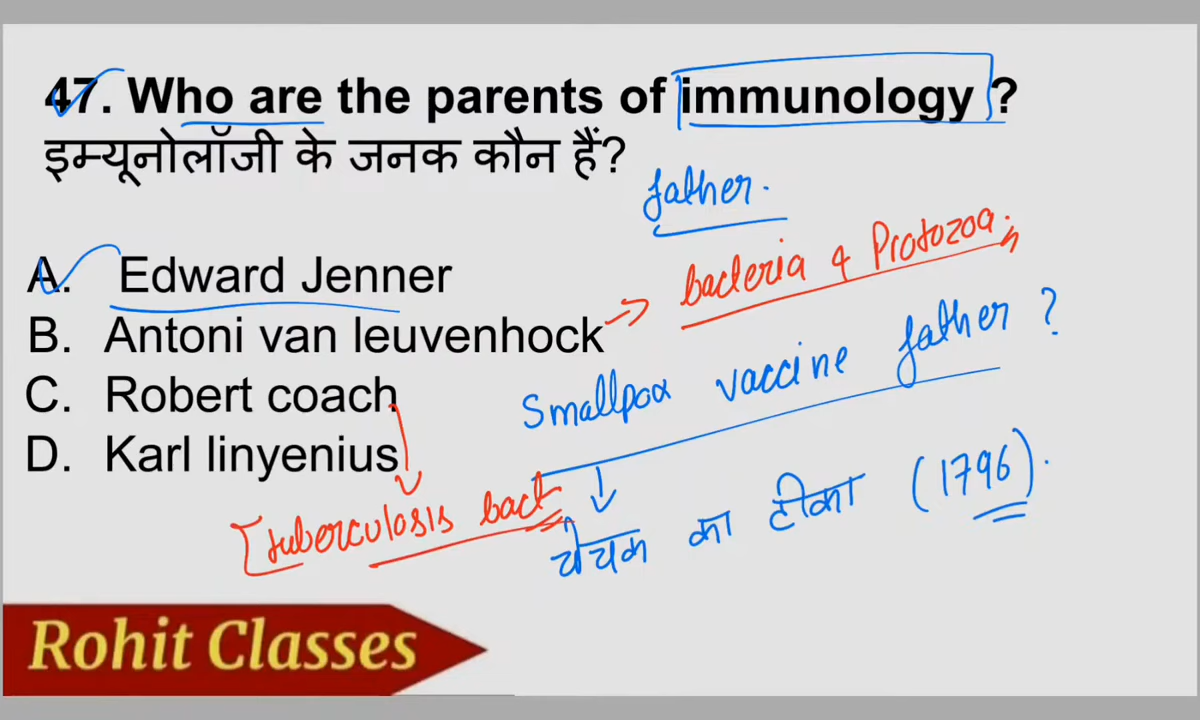 47. Who are the parents of immunology ?
इम्यूनोलॉजी के जनक कौन हैं?
father.
A. Edward Jenner
bacteria & Protozoa.
B. Antoni van leuvenhock
Smallpox vaccine father ?
C. Robert coach
D. Karl linyenius
Tuberculosis bact
चेचक का टीका (1796).
Rohit Classes